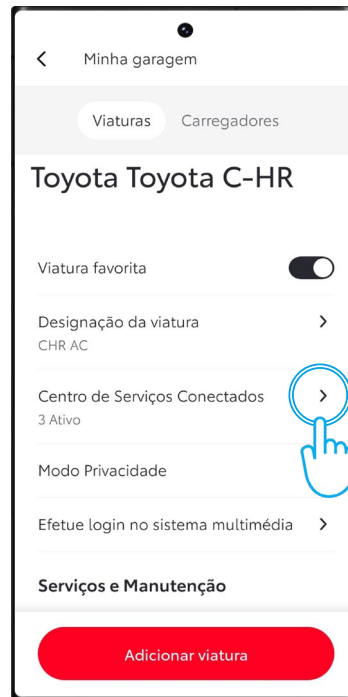 Minha garagem
Viaturas Carregadores
Toyota Toyota C-HR
Viatura favorita
Designação da viatura
CHR AC
Centro de Serviços Conectados
3 Ativo
Modo Privacidade
Efetue login no sistema multimédia
Serviços e Manutenção
Adicionar viatura